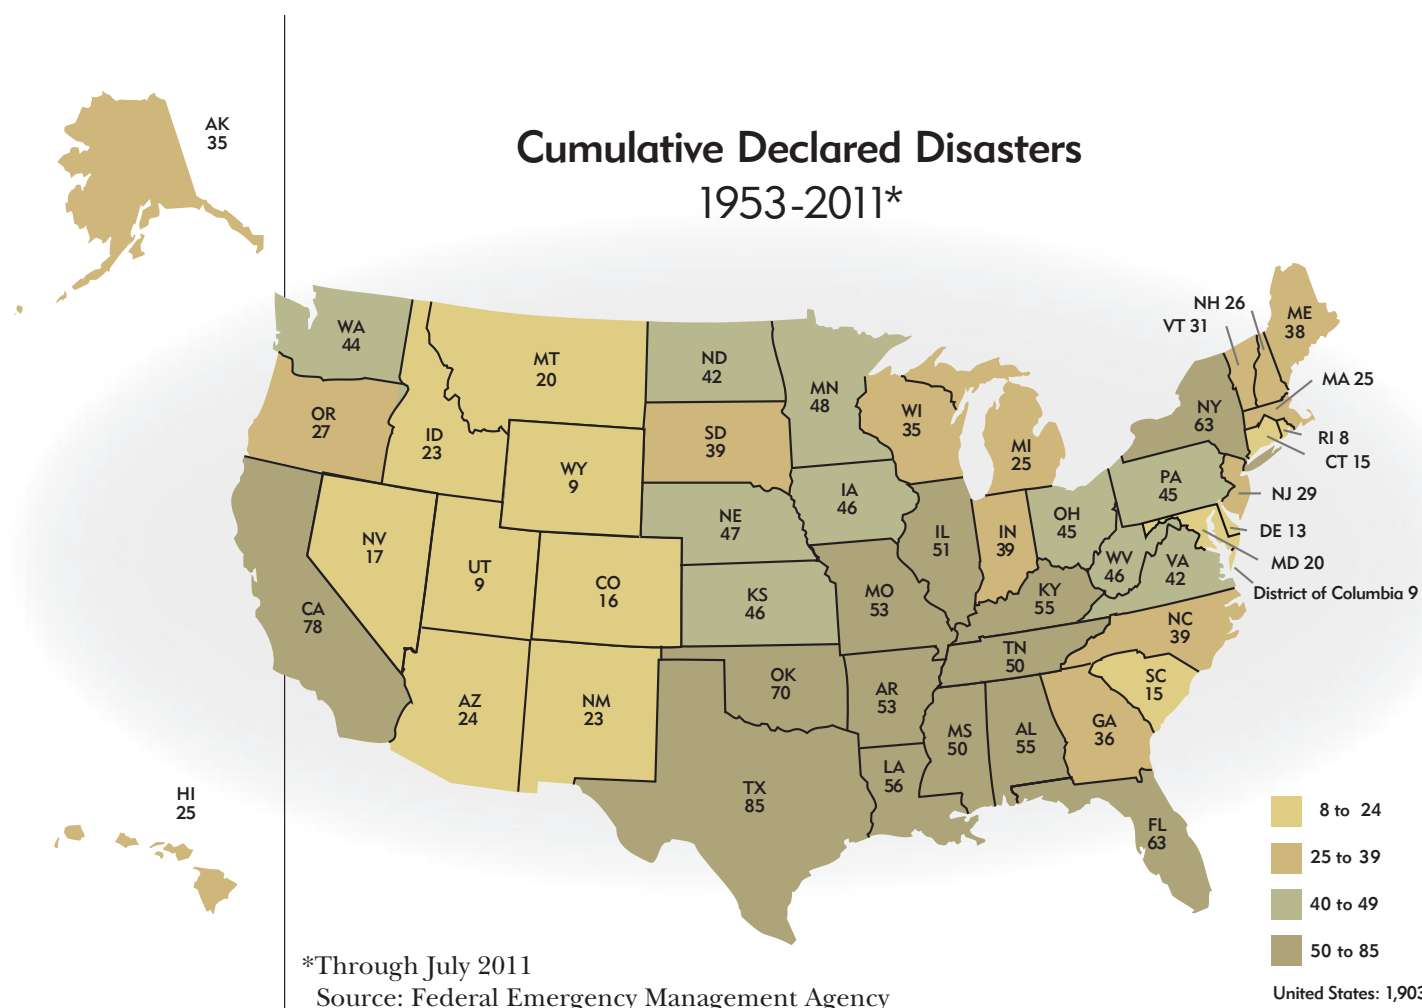 AK
35
Cumulative Declared Disasters
1953-2011*
WA
44
MT
20
ND
42
MN
48
NH 26
VT 31
ME
38
MA 25
RI 8
CT 15
NJ 29
DE 13
MD 20
District of Columbia 9
OR
27
ID
23
WY
9
SD
39
WI
35
MI
25
NY
63
PA
45
NV
17
UT
9
CO
16
NE
47
IA
46
IL
51
IN
39
OH
45
WV
46
VA
42
CA
78
KS
46
MO
53
KY
55
NC
39
TN
50
SC
15
AZ
24
NM
23
OK
70
AR
53
MS
50
AL
55
GA
36
TX
85
LA
56
FL
63
HI
25
8 to 24
25 to 39
40 to 49
50 to 85
United States: 1,903
*Through July 2011
Source: Federal Emergency Management Agency